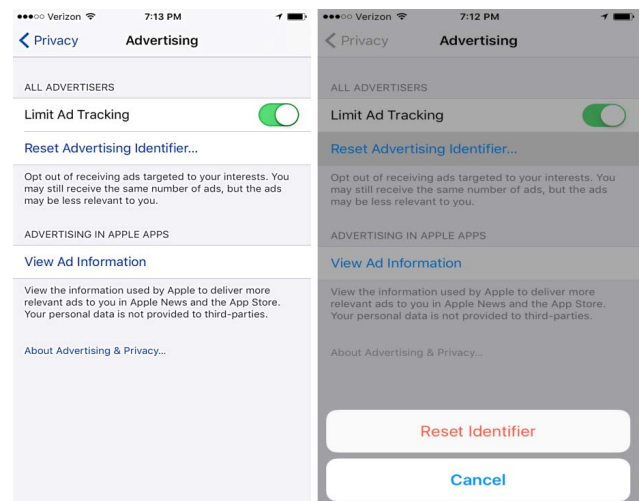 Verizon 7:13 PM
Privacy Advertising
ALL ADVERTISERS
Limit Ad Tracking
Reset Advertising Identifier...
Opt out of receiving ads targeted to your interests. You
may still receive the same number of ads, but the ads
may be less relevant to you.
ADVERTISING IN APPLE APPS
View Ad Information
View the information used by Apple to deliver more
relevant ads to you in Apple News and the App Store.
Your personal data is not provided to third-parties.
About Advertising & Privacy...
Verizon 7:12 PM
Privacy Advertising
ALL ADVERTISERS
Limit Ad Tracking
Reset Advertising Identifier...
Opt out of receiving ads targeted to your interests. You
may still receive the same number of ads, but the ads
may be less relevant to you.
ADVERTISING IN APPLE APPS
View Ad Information
View the information used by Apple to deliver more
relevant ads to you in Apple News and the App Store.
Your personal data is not provided to third-parties.
About Advertising & Privacy...
Reset Identifier
Cancel